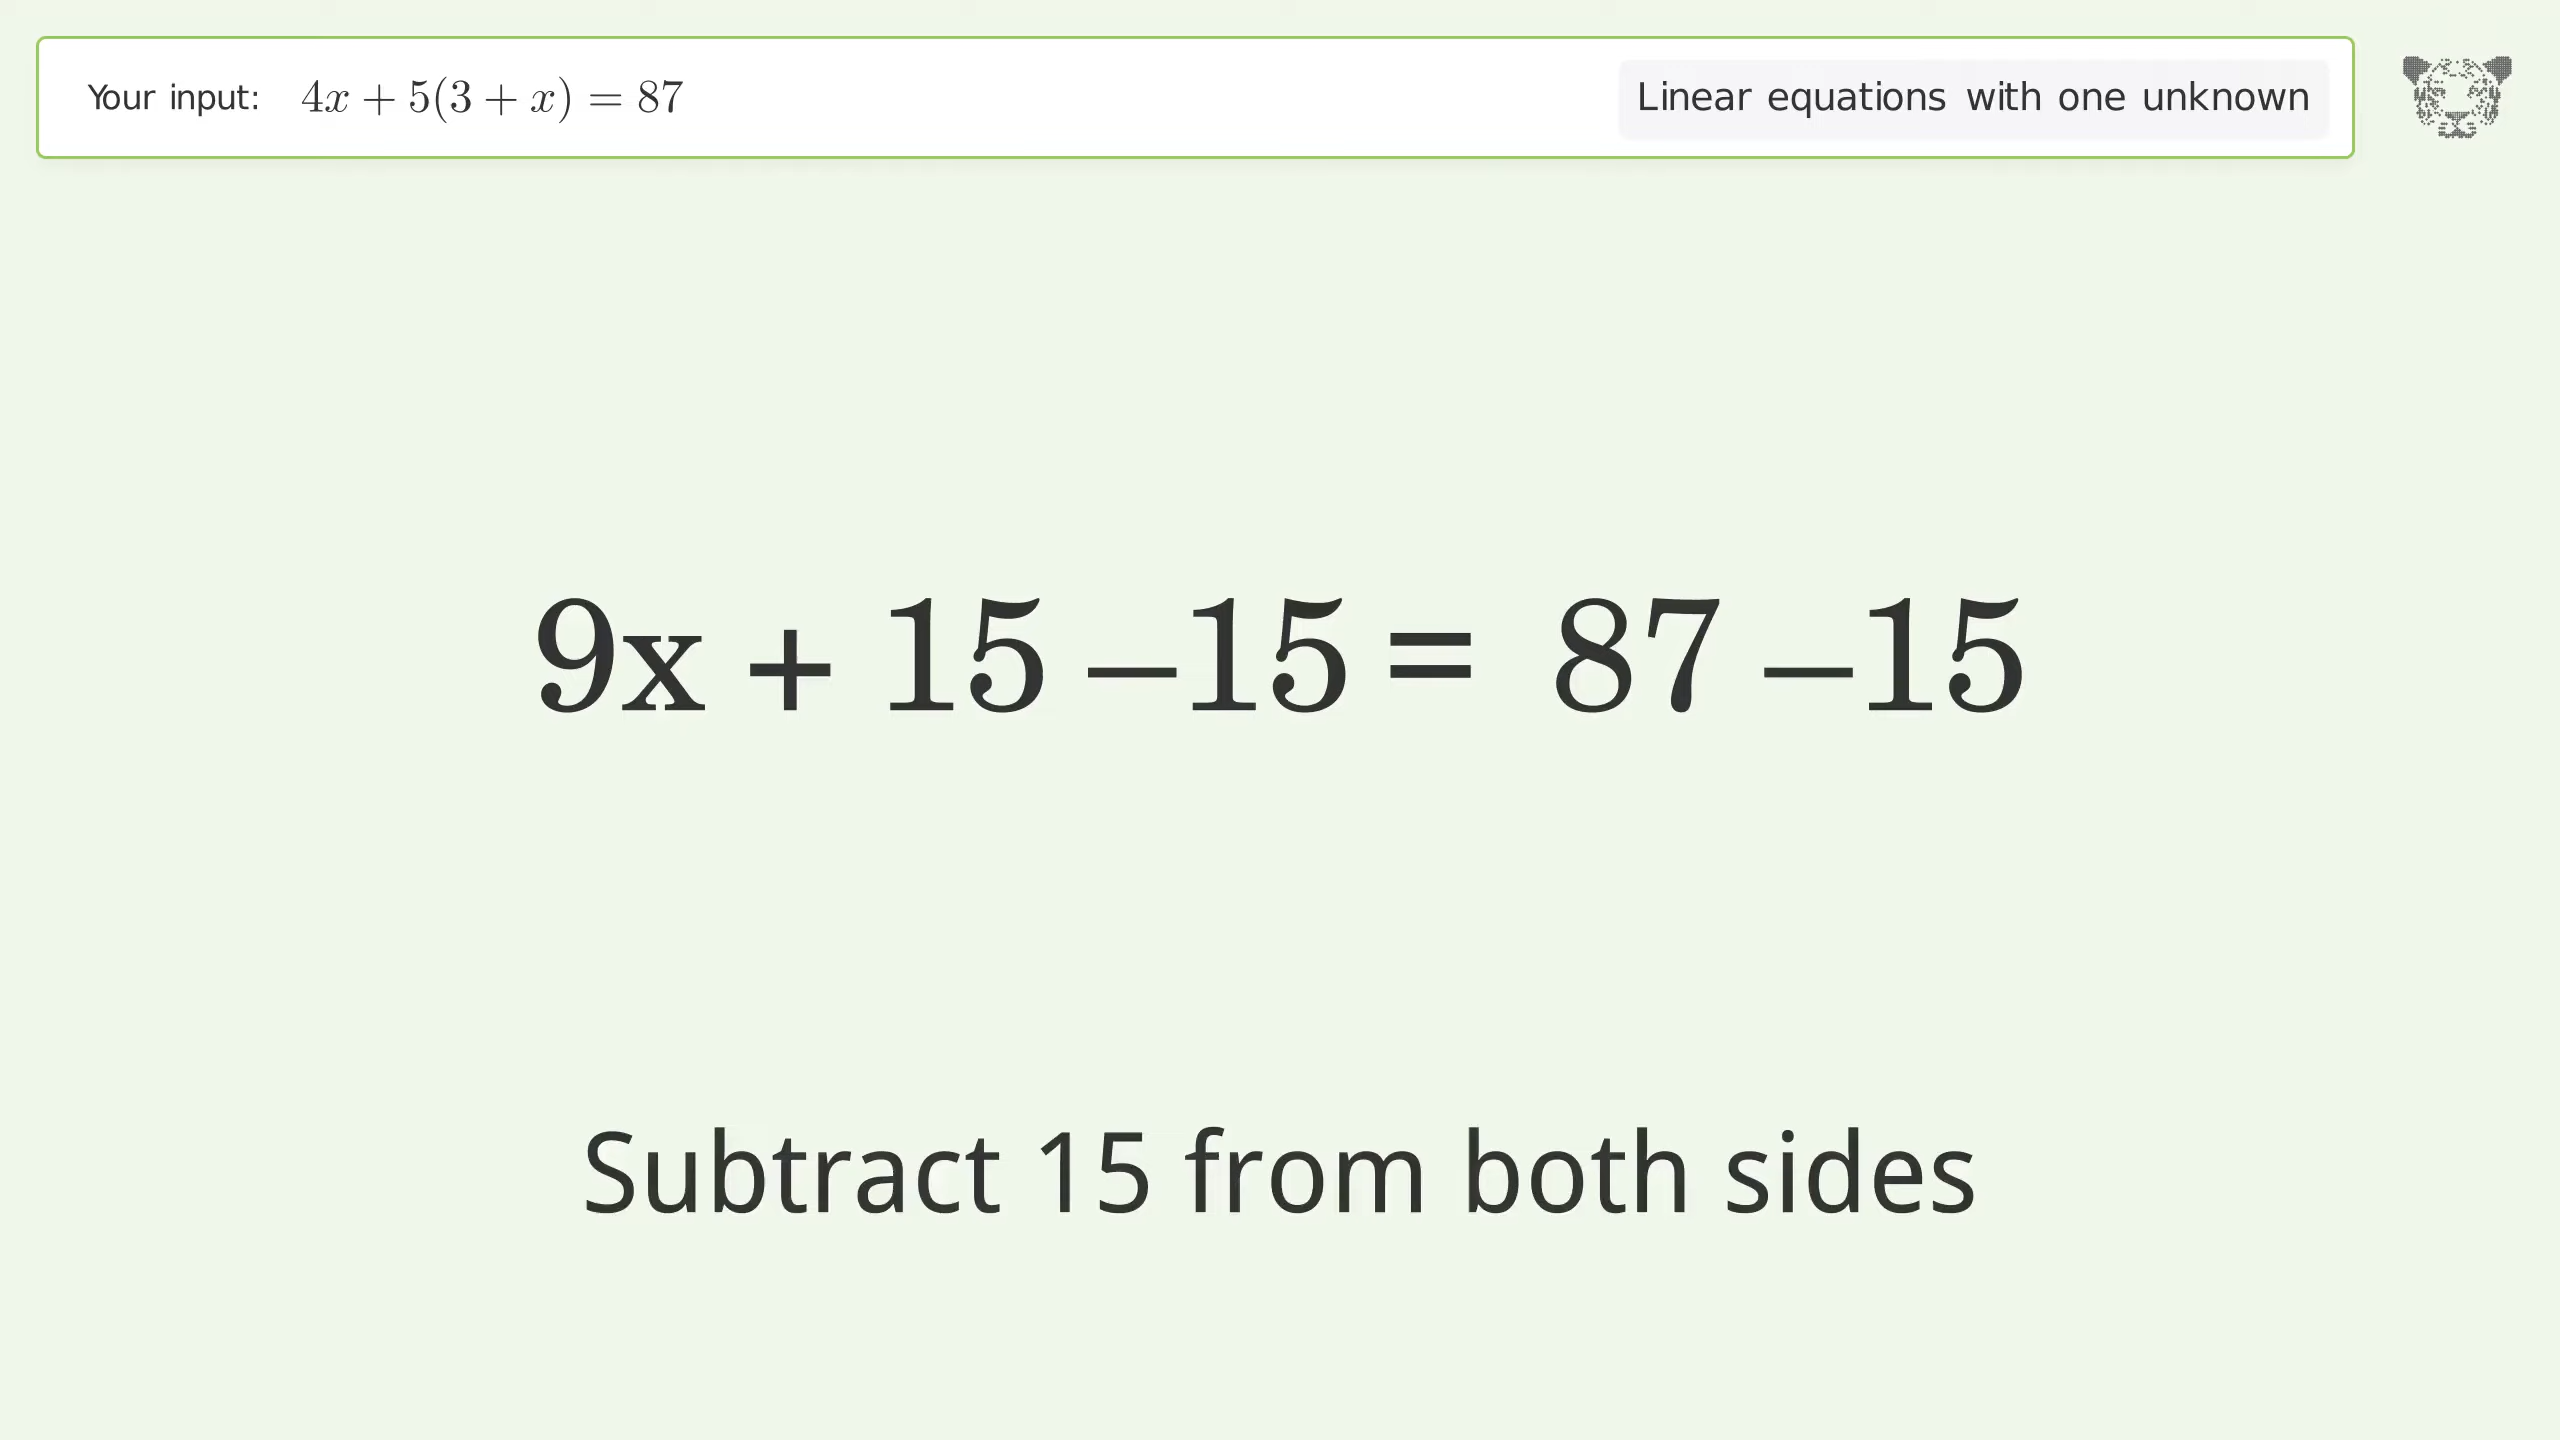 Your input: 4x + 5(3 + x) = 87
Linear equations with one unknown
9x + 15 –15 = 87 –15
Subtract 15 from both sides